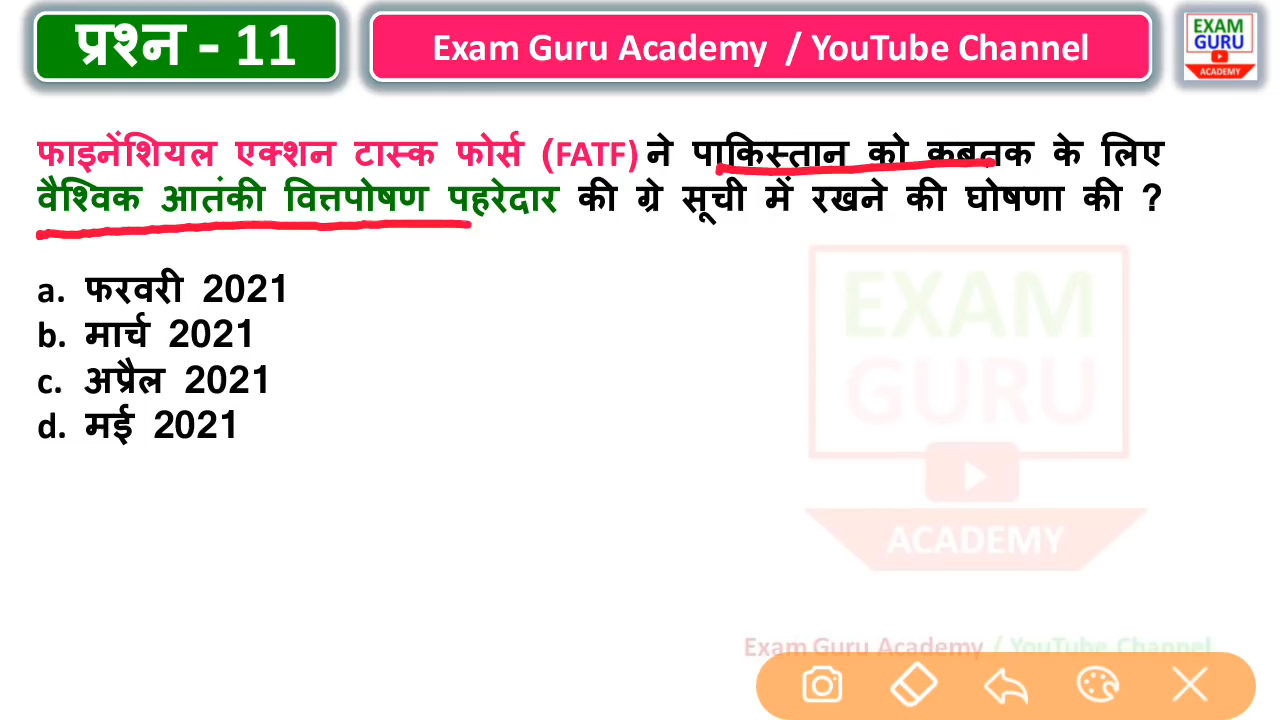 प्रश्न - 11
Exam Guru Academy / YouTube Channel
EXAM
GURU
ACADEMY
फाइनेंशियल एक्शन टास्क फोर्स (FATF) ने पाकिस्तान को कबतक के लिए
वैश्विक आतंकी वित्तपोषण पहरेदार की ग्रे सूची में रखने की घोषणा की ?
a. फरवरी 2021
b. मार्च 2021
c. अप्रैल 2021
d. मई 2021
EXAM
GURU
ACADEMY
Exam Guru Academy / YouTube Channel